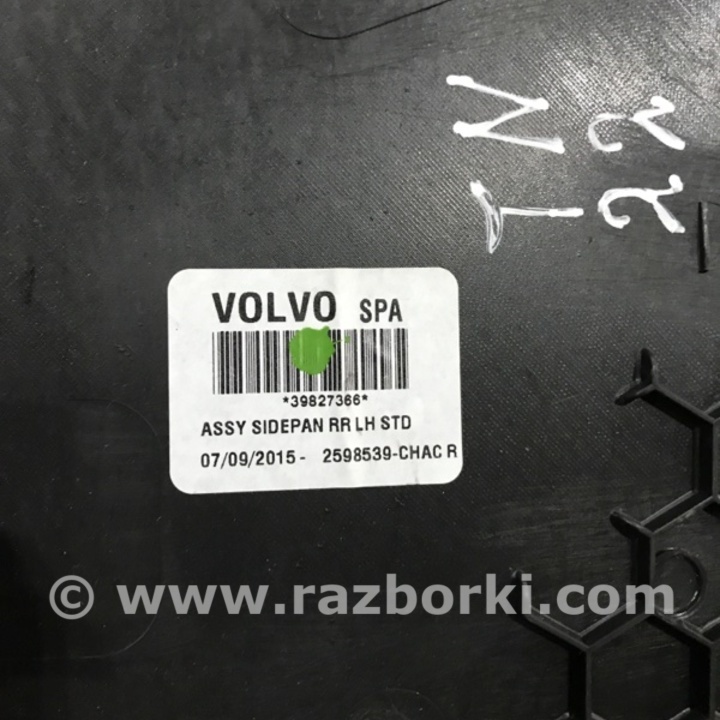 VOLVO SPA
*39827366*
ASSY SIDEPAN RR LH STD
07/09/2015- 2598539-CHAC R
© www.razborki.com